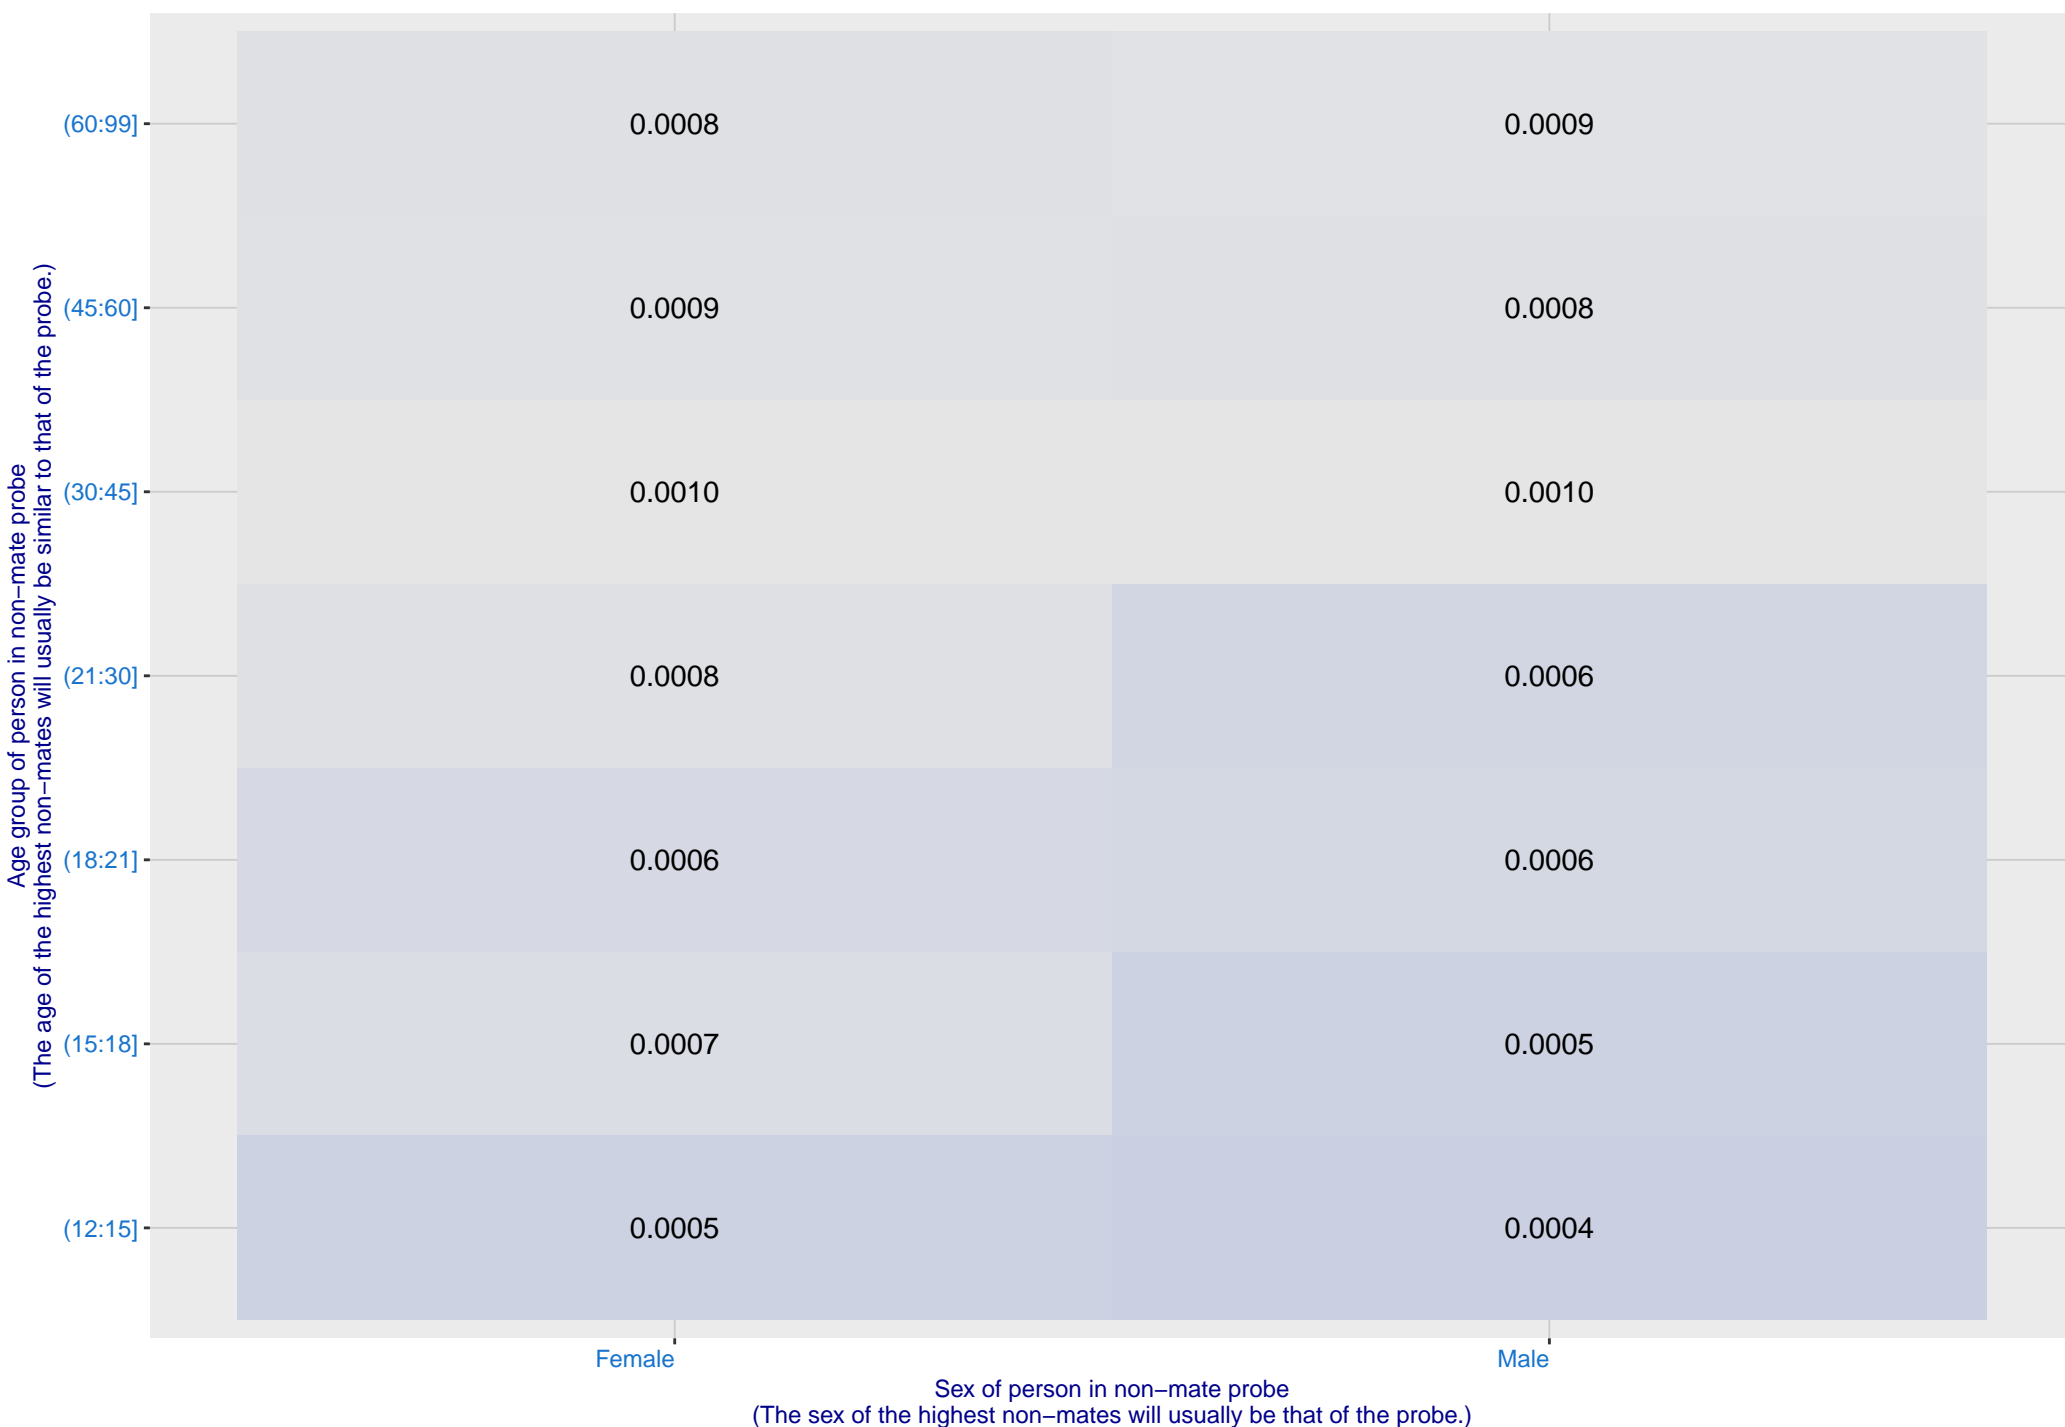 Age group of person in non−mate probe
(The age of the highest non−mates will usually be similar to that of the probe.)
(60:99] 0.0008 0.0009
(45:60] 0.0009 0.0008
(30:45] 0.0010 0.0010
(21:30] 0.0008 0.0006
(18:21] 0.0006 0.0006
(15:18] 0.0007 0.0005
(12:15] 0.0005 0.0004
Female Male
Sex of person in non−mate probe
(The sex of the highest non−mates will usually be that of the probe.)